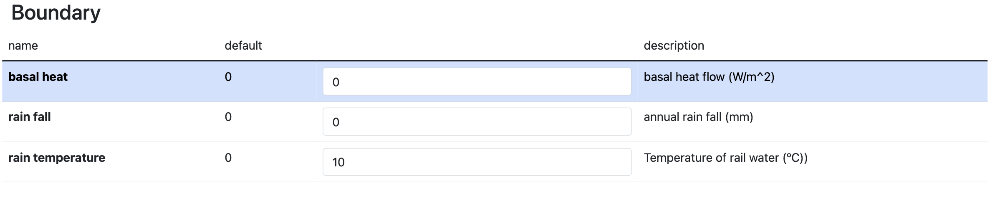 Boundary
name default description
basal heat 0 0 basal heat flow (W/m^2)
rain fall 0 0 annual rain fall (mm)
rain temperature 0 10 Temperature of rail water (ºC))